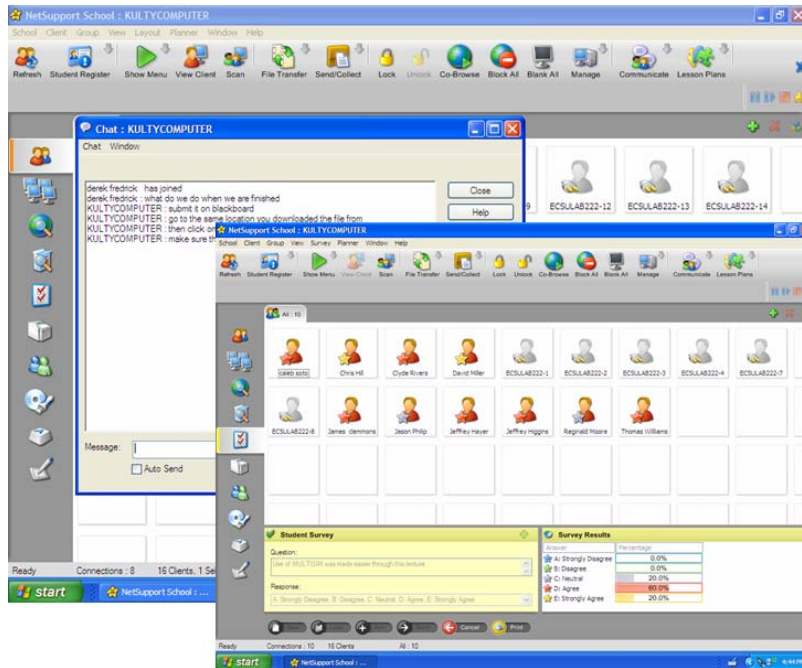 NetSupport School : KULTYCOMPUTER
School Client Group View Layout Planner Window Help
Refresh Student Register Show Menu View Client Scan File Transfer Send/Collect Lock Unlock Co-Browse Block All Blank All Manage Communicate Lesson Plans
Chat : KULTYCOMPUTER
Chat Window
derek.fredrick has joined
derek.fredrick : what do we do when we are finished
KULTYCOMPUTER : submit it on blackboard
KULTYCOMPUTER : go to the same location you downloaded the file from
KULTYCOMPUTER : then click on
KULTYCOMPUTER : make sure
Close
Help
Message:
Auto Send
ECSULAB222-12 ECSULAB222-13 ECSULAB222-14
Ready Connections : 8 16 Clients, 1 Sel
start NetSupport School : ...
NetSupport School : KULTYCOMPUTER
School Client Group View Survey Planner Window Help
Refresh Student Register Show Menu View Client Scan File Transfer Send/Collect Lock Unlock Co-Browse Block All Blank All Manage Communicate Lesson Plans
All : 10
caleb soto Chris Hill Clyde Rivers David Miller ECSULAB222-1 ECSULAB222-2 ECSULAB222-3 ECSULAB222-4 ECSULAB222-7
ECSULAB222-8 James clemmons Jason Philip Jeffrey Hayer Jeffrey Higgins Reginald Moore Thomas Williams
Student Survey
Question:
Use of MULTISIM was made easier through this lecture
Response:
A: Strongly Disagree, B: Disagree, C: Neutral, D: Agree, E: Strongly Agree
Cancel Print
Survey Results
Answer Percentage
A: Strongly Disagree 0.0%
B: Disagree 0.0%
C: Neutral 20.0%
D: Agree 60.0%
E: Strongly Agree 20.0%
Ready Connections : 10 16 Clients All : 10
start NetSupport School : ...